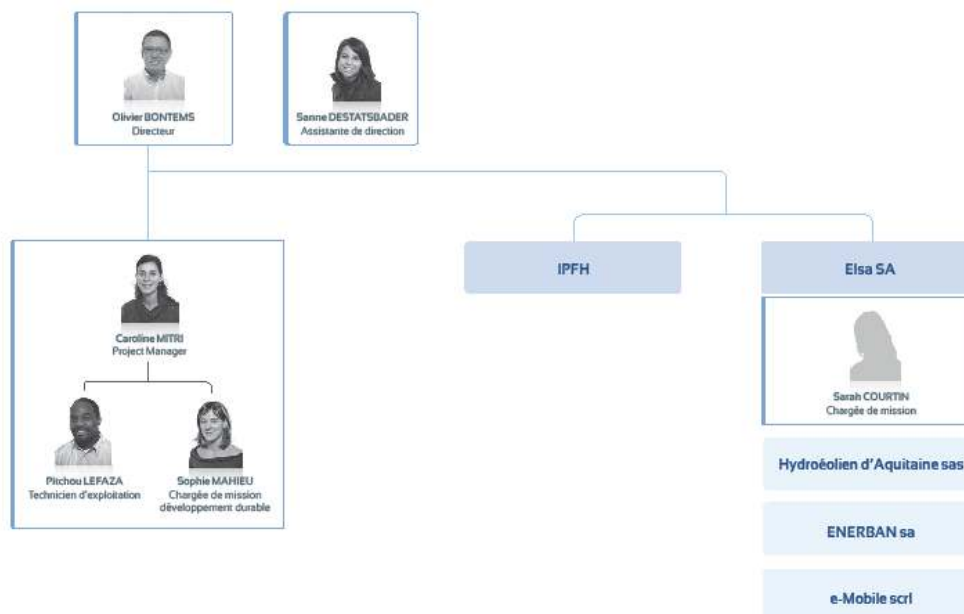 Olivier BONTEMS
Directeur
Sanne DESTATSBADER
Assistante de direction
IPFH
Elsa SA
Caroline MITRI
Project Manager
Sarah COURTIN
Chargée de mission
Pitchou LEFAZA
Technicien d'exploitation
Sophie MAHIEU
Chargée de mission
développement durable
Hydroéolien d'Aquitaine sas
ENERBAN sa
e-Mobile scrl